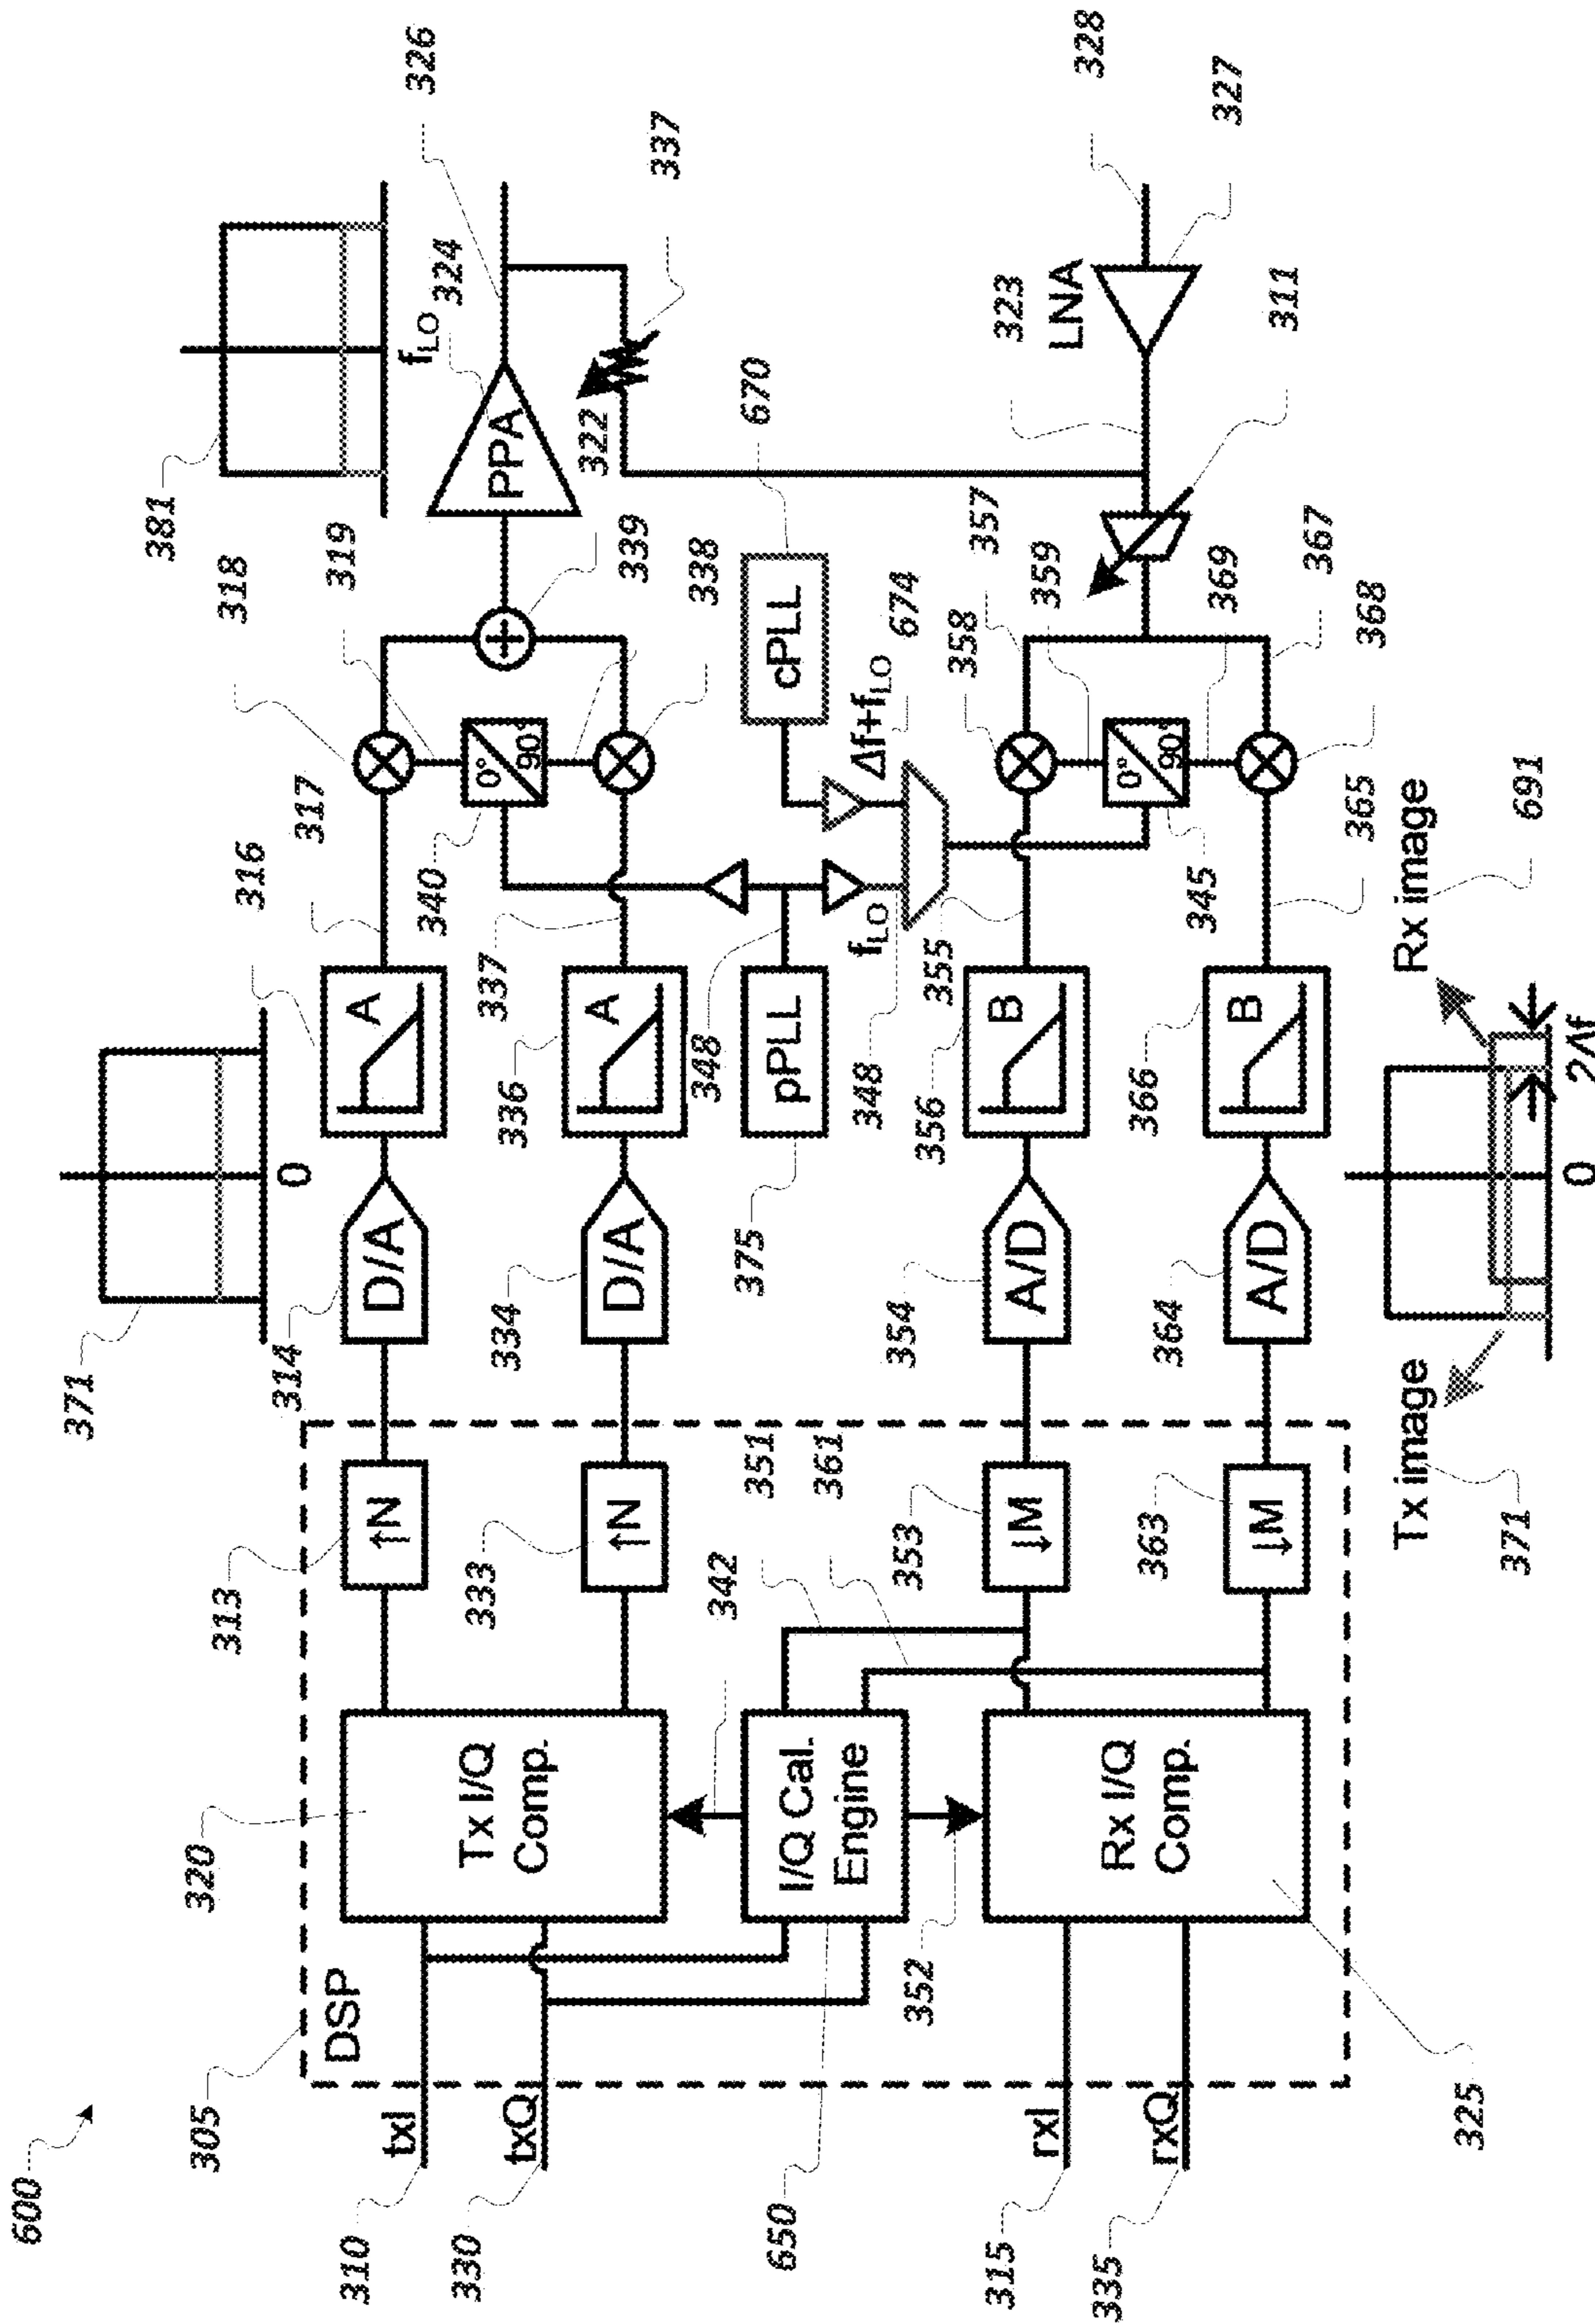 600
305
DSP
310
txI
330
txQ
650
315
rxI
335
rxQ
325
320
Tx I/Q
Comp.
I/Q Cal.
Engine
Rx I/Q
Comp.
342
352
351
361
313
↑N
333
↑N
353
↓M
363
↓M
371
0
314
D/A
334
D/A
375
pPLL
354
A/D
364
A/D
316
A
336
A
356
B
366
B
317
337
348
348
355
365
318
319
340
0°
90°
338
339
cPLL
670
fLO
Δf+fLO
674
358
357
359
345
0°
90°
369
367
368
381
fLO
324
PPA
326
322
337
323
LNA
311
327
328
Tx image
371
0
2Δf
Rx image
691